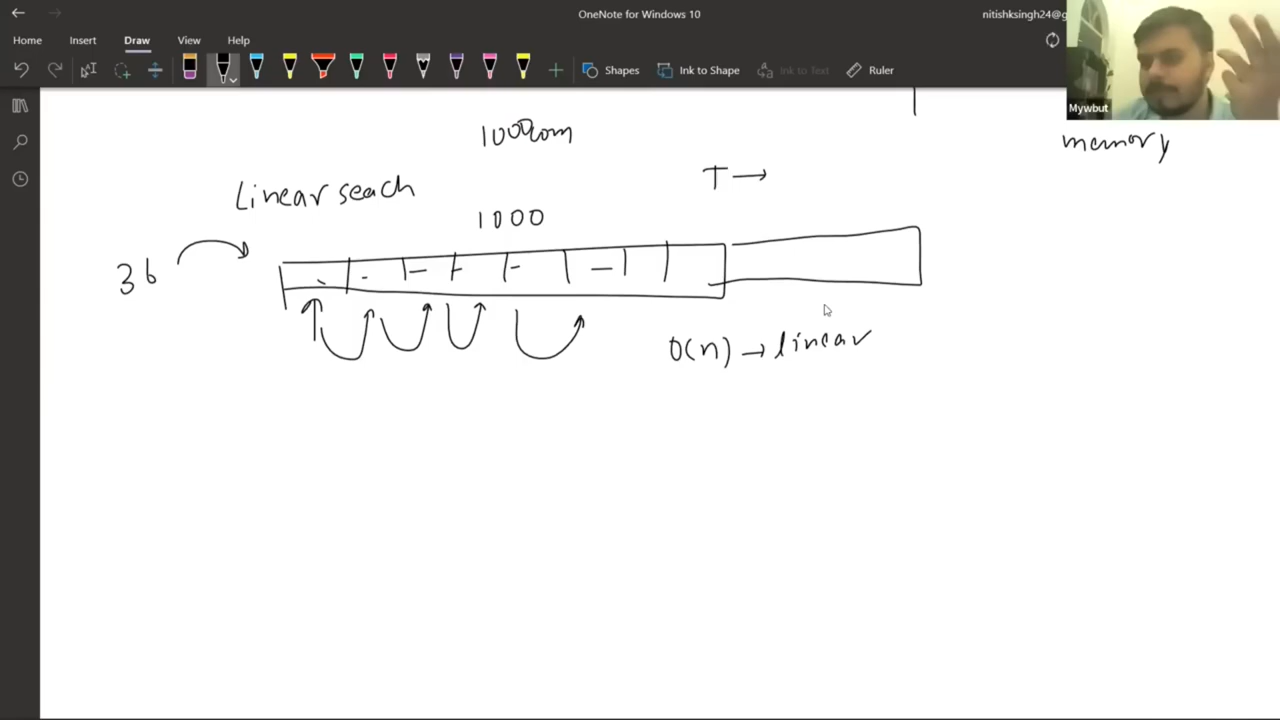 OneNote for Windows 10
nitishksingh24@g
Home Insert Draw View Help
Shapes Ink to Shape Ink to Text Ruler
Mywbut
memory
T →
Linear seach
1000
36
O(n) → linear